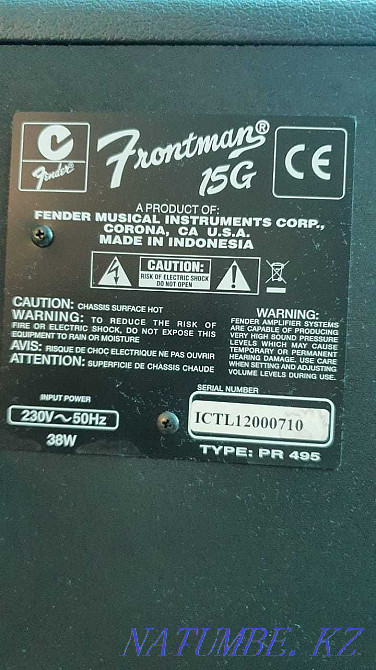 Fender
Frontman®
15G
CE
A PRODUCT OF:
FENDER MUSICAL INSTRUMENTS CORP.,
CORONA, CA U.S.A.
MADE IN INDONESIA
CAUTION:
RISK OF ELECTRIC SHOCK
DO NOT OPEN
CAUTION: CHASSIS SURFACE HOT
WARNING: TO REDUCE THE RISK OF
FIRE OR ELECTRIC SHOCK, DO NOT EXPOSE THIS
EQUIPMENT TO RAIN OR MOISTURE
AVIS: RISQUE DE CHOC ELECTRIQUE NE PAS OUVRIR
ATTENTION: SUPERFICIE DE CHASSIS CHAUDE
WARNING:
FENDER AMPLIFIER SYSTEMS
ARE CAPABLE OF PRODUCING
VERY HIGH SOUND PRESSURE
LEVELS WHICH MAY CAUSE
TEMPORARY OR PERMANENT
HEARING DAMAGE. USE CARE
WHEN SETTING AND ADJUSTING
VOLUME LEVELS DURING USE.
INPUT POWER
230V~50Hz
38W
SERIAL NUMBER
ICTL12000710
TYPE: PR 495
NATUMBE.KZ